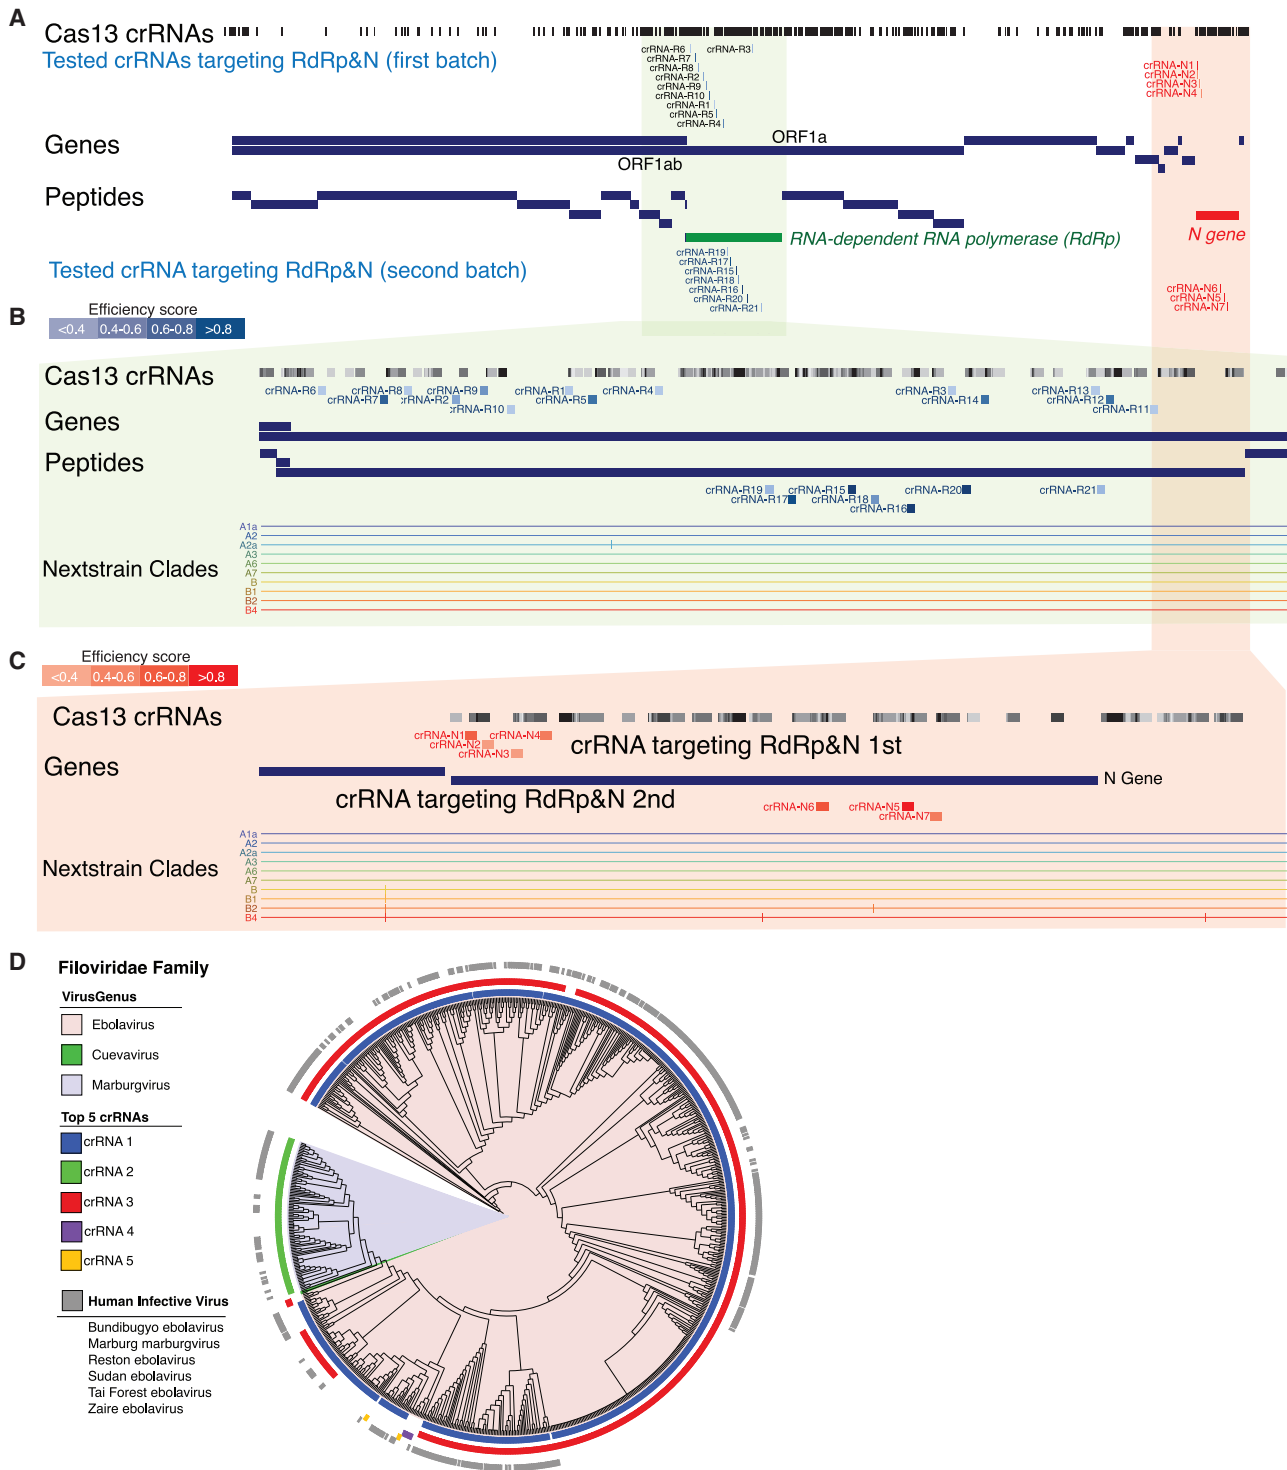 A
Cas13 crRNAs
Tested crRNAs targeting RdRp&N (first batch)
crRNA-R6
crRNA-R3
crRNA-R7
crRNA-R8
crRNA-R2
crRNA-R9
crRNA-R10
crRNA-R1
crRNA-R5
crRNA-R4
crRNA-N1
crRNA-N2
crRNA-N3
crRNA-N4
Genes
ORF1a
ORF1ab
Peptides
RNA-dependent RNA polymerase (RdRp)
N gene
Tested crRNA targeting RdRp&N (second batch)
crRNA-R19
crRNA-R17
crRNA-R15
crRNA-R18
crRNA-R16
crRNA-R20
crRNA-R21
crRNA-N6
crRNA-N5
crRNA-N7
B
Efficiency score
<0.4 0.4-0.6 0.6-0.8 >0.8
Cas13 crRNAs
crRNA-R6 crRNA-R8 crRNA-R9 crRNA-R1 crRNA-R4 crRNA-R3 crRNA-R13
crRNA-R7 crRNA-R2 crRNA-R5 crRNA-R14 crRNA-R12
crRNA-R10 crRNA-R11
Genes
Peptides
crRNA-R19 crRNA-R15 crRNA-R20 crRNA-R21
crRNA-R17 crRNA-R18
crRNA-R16
Nextstrain Clades
A1a
A2
A2a
A3
A6
A7
B
B1
B2
B4
C
Efficiency score
<0.4 0.4-0.6 0.6-0.8 >0.8
Cas13 crRNAs
crRNA-N1 crRNA-N4
crRNA-N2
crRNA-N3
crRNA targeting RdRp&N 1st
Genes
N Gene
crRNA targeting RdRp&N 2nd
crRNA-N6 crRNA-N5
crRNA-N7
Nextstrain Clades
A1a
A2
A2a
A3
A6
A7
B
B1
B2
B4
D
Filoviridae Family
VirusGenus
Ebolavirus
Cuevavirus
Marburgvirus
Top 5 crRNAs
crRNA 1
crRNA 2
crRNA 3
crRNA 4
crRNA 5
Human Infective Virus
Bundibugyo ebolavirus
Marburg marburgvirus
Reston ebolavirus
Sudan ebolavirus
Tai Forest ebolavirus
Zaire ebolavirus